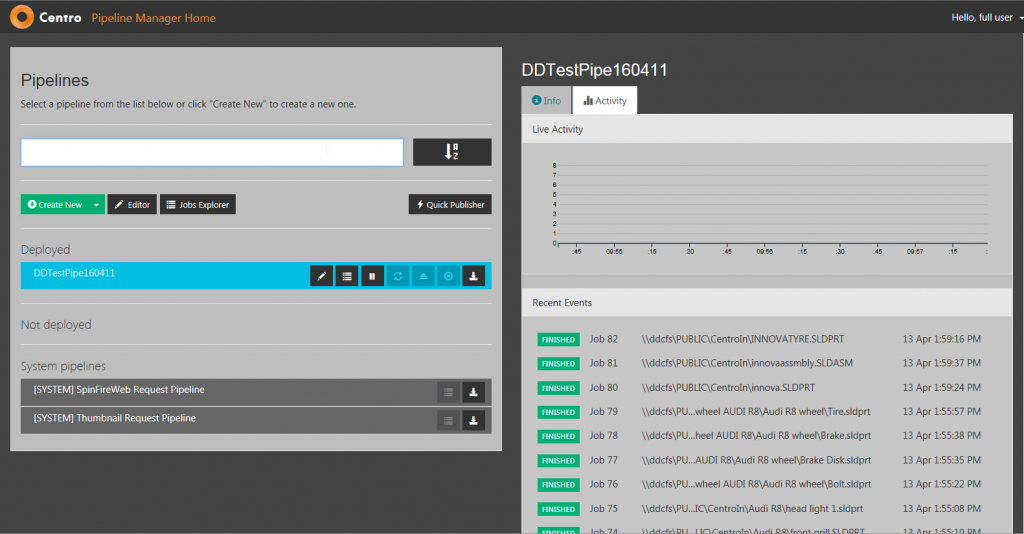 Centro Pipeline Manager Home
Hello, full user
Pipelines
Select a pipeline from the list below or click "Create New" to create a new one.
A
Z
Create New
Editor
Jobs Explorer
Quick Publisher
Deployed
DDTestPipe160411
Not deployed
System pipelines
[SYSTEM] SpinFireWeb Request Pipeline
[SYSTEM] Thumbnail Request Pipeline
DDTestPipe160411
Info
Activity
Live Activity
8
7
6
5
4
3
2
1
0
:45 09:56 :15 :30 :45 09:57 :15 :
Recent Events
FINISHED Job 82 \\ddcfs\PUBLIC\CentroIn\INNOVATYRE.SLDPRT 13 Apr 1:59:16 PM
FINISHED Job 81 \\ddcfs\PUBLIC\CentroIn\innovaassmbly.SLDASM 13 Apr 1:59:37 PM
FINISHED Job 80 \\ddcfs\PUBLIC\CentroIn\innova.SLDPRT 13 Apr 1:59:24 PM
FINISHED Job 79 \\ddcfs\PU...wheel AUDI R8\Audi R8 wheel\Tire.sldprt 13 Apr 1:55:57 PM
FINISHED Job 78 \\ddcfs\PU...heel AUDI R8\Audi R8 wheel\Brake.sldprt 13 Apr 1:55:38 PM
FINISHED Job 77 \\ddcfs\PU...AUDI R8\Audi R8 wheel\Brake Disk.sldprt 13 Apr 1:55:35 PM
FINISHED Job 76 \\ddcfs\PU...wheel AUDI R8\Audi R8 wheel\Bolt.sldprt 13 Apr 1:55:22 PM
FINISHED Job 75 \\ddcfs\PU...IC\CentroIn\Audi R8\head light 1.sldprt 13 Apr 1:55:08 PM
FINISHED Job 74 \\ddcfs\PU...LIC\CentroIn\Audi R8\front grill.SLDPRT 13 Apr 1:55:10 PM